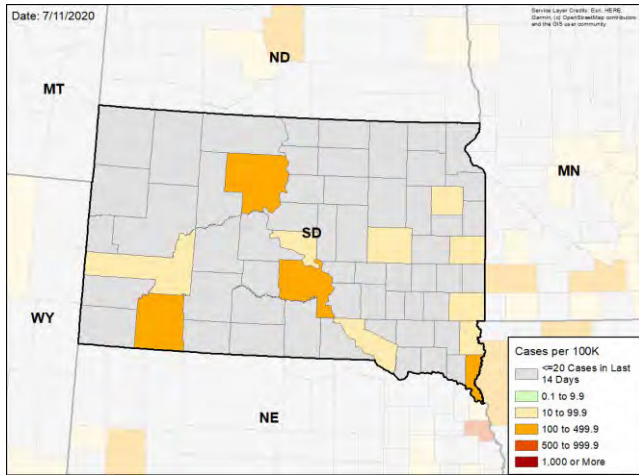 Date: 7/11/2020
Service Layer Credits: Esri, HERE,
Garmin, (c) OpenStreetMap contributors,
and the GIS user community
ND
MT
MN
SD
WY
NE
Cases per 100K
<=20 Cases in Last
14 Days
0.1 to 9.9
10 to 99.9
100 to 499.9
500 to 999.9
1,000 or More